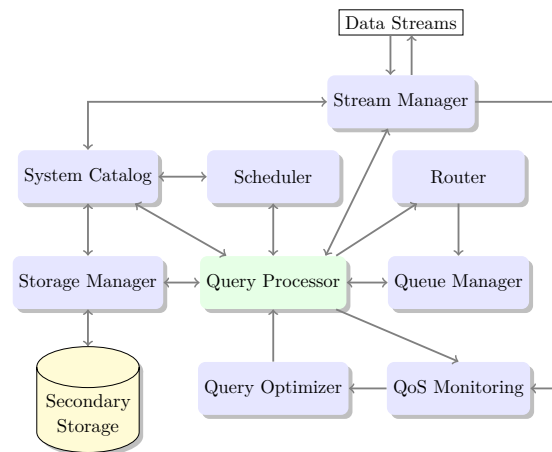 Data Streams
Stream Manager
System Catalog
Scheduler
Router
Storage Manager
Query Processor
Queue Manager
Query Optimizer
QoS Monitoring
Secondary
Storage